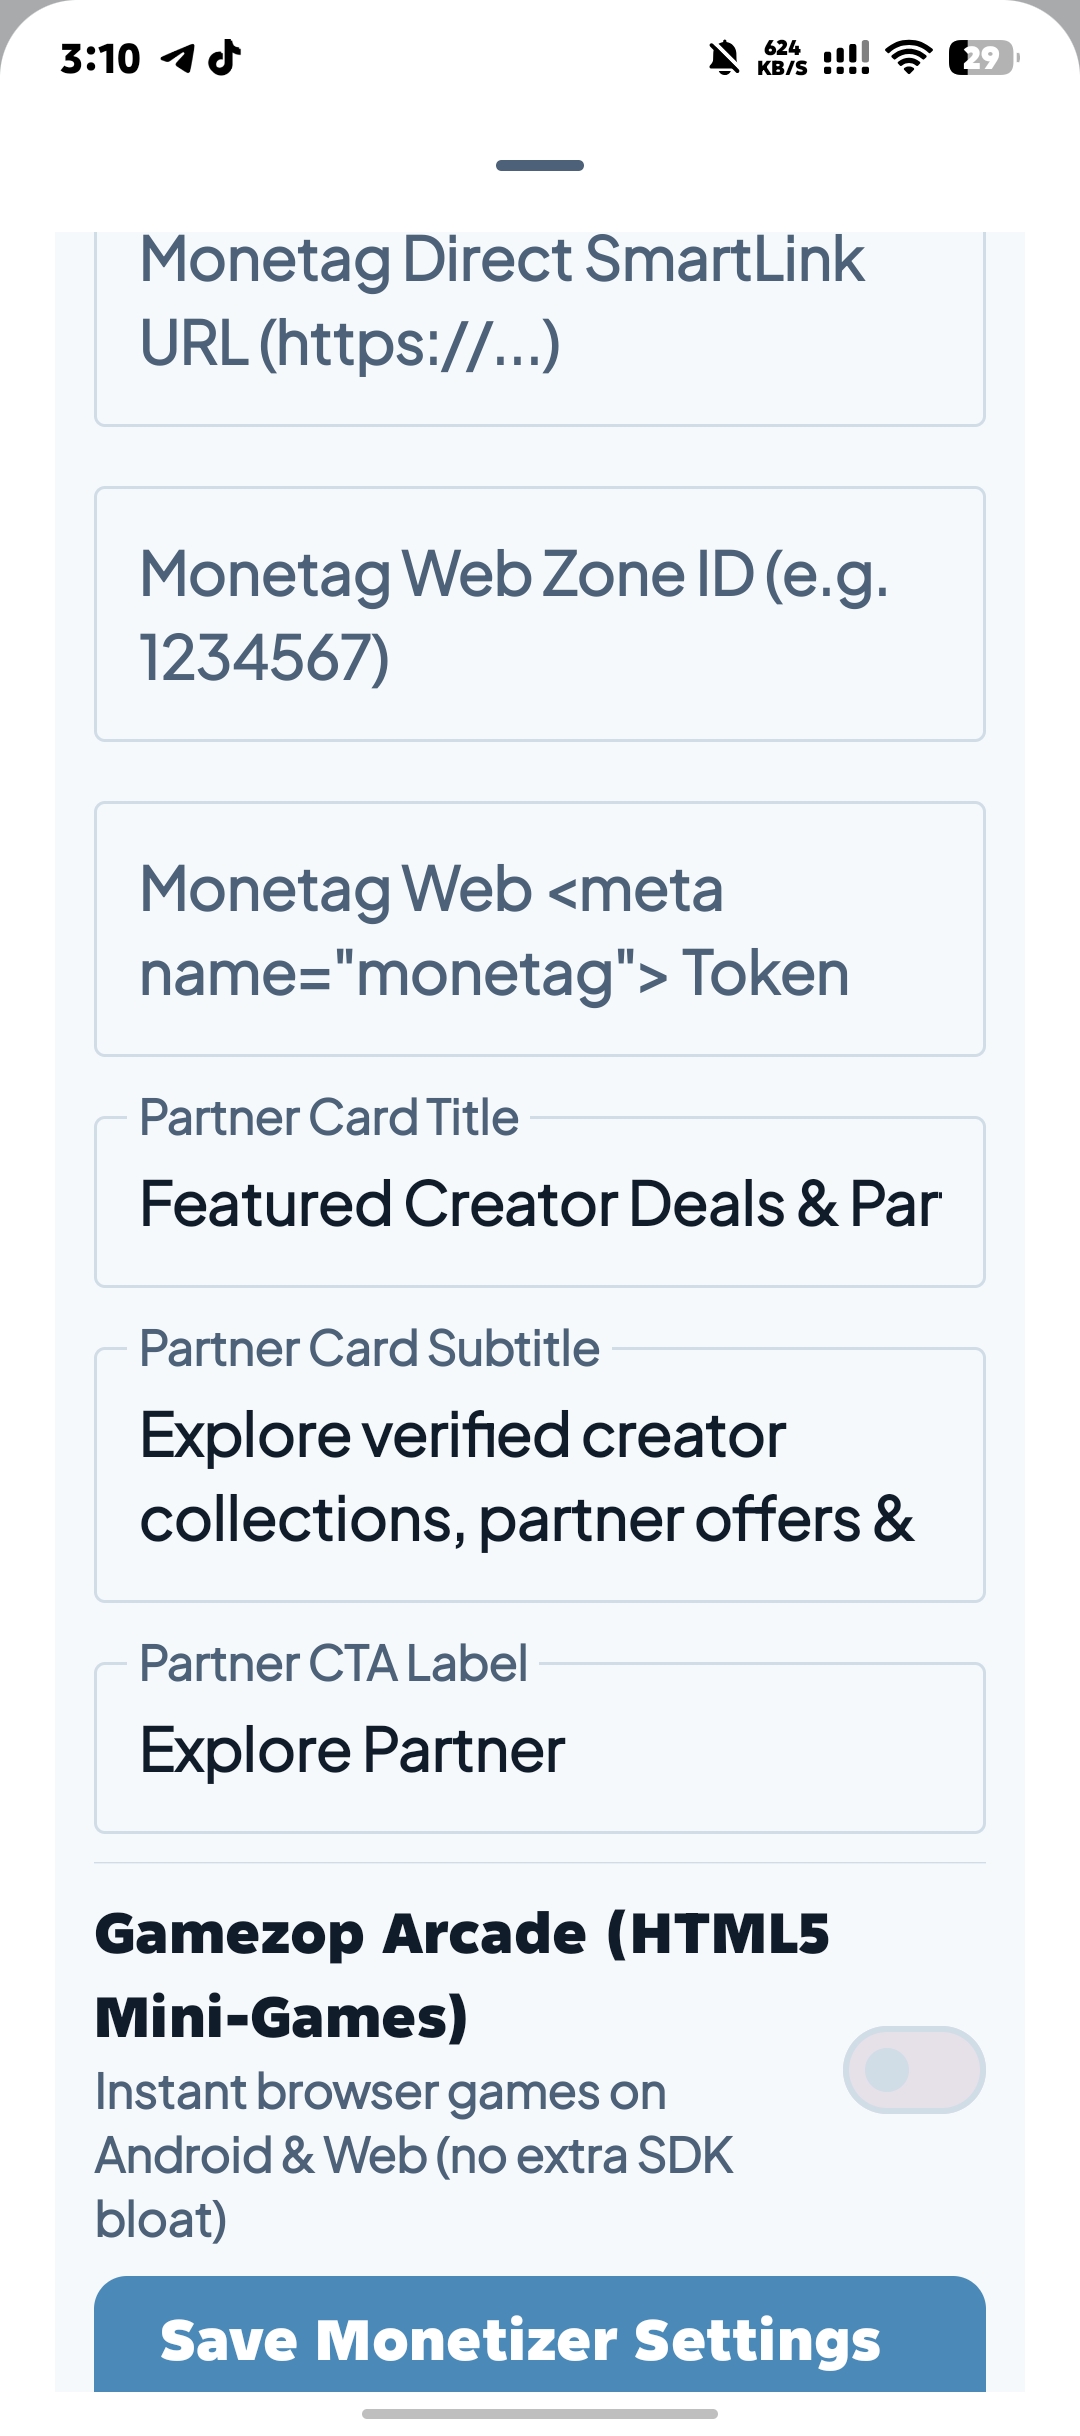 3:10
624
KB/S
29
Monetag Direct SmartLink
URL (https://...)
Monetag Web Zone ID (e.g.
1234567)
Monetag Web <meta
name="monetag"> Token
Partner Card Title
Featured Creator Deals & Par
Partner Card Subtitle
Explore verified creator
collections, partner offers &
Partner CTA Label
Explore Partner
Gamezop Arcade (HTML5
Mini-Games)
Instant browser games on
Android & Web (no extra SDK
bloat)
Save Monetizer Settings